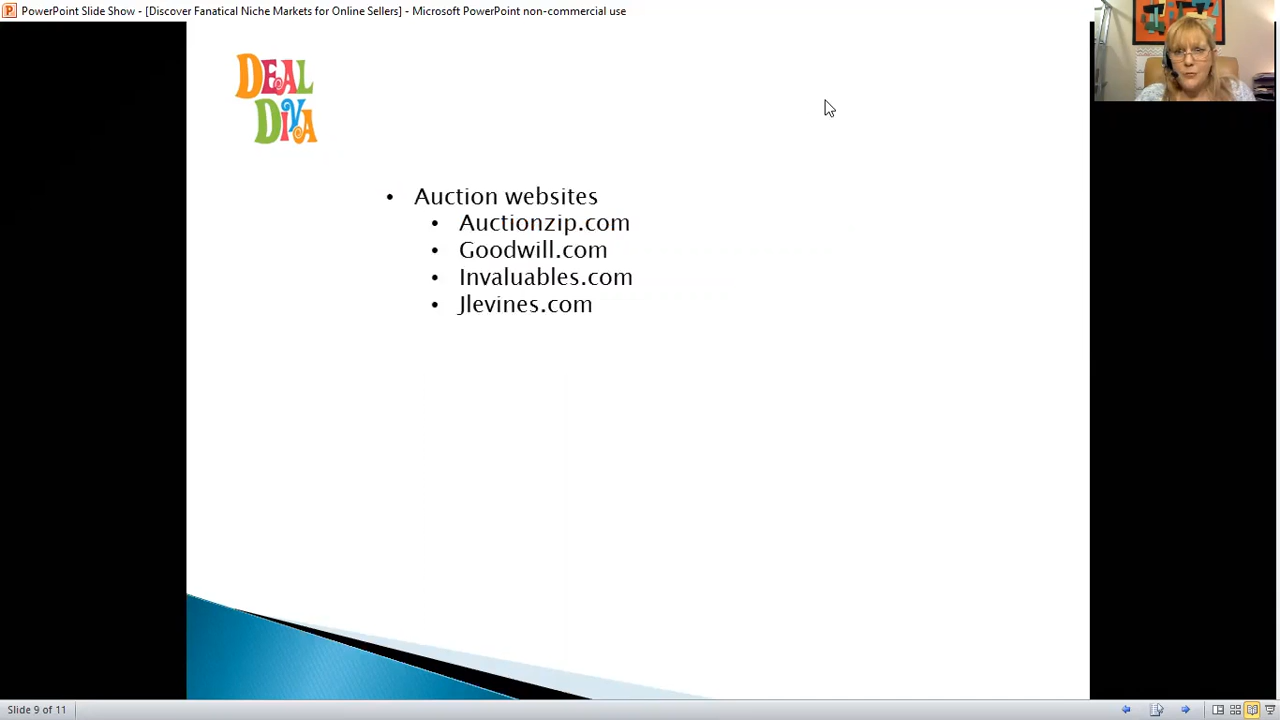 PowerPoint Slide Show - [Discover Fanatical Niche Markets for Online Sellers] - Microsoft PowerPoint non-commercial use
DEAL
DIVA
• Auction websites
• Auctionzip.com
• Goodwill.com
• Invaluables.com
• Jlevines.com
Slide 9 of 11